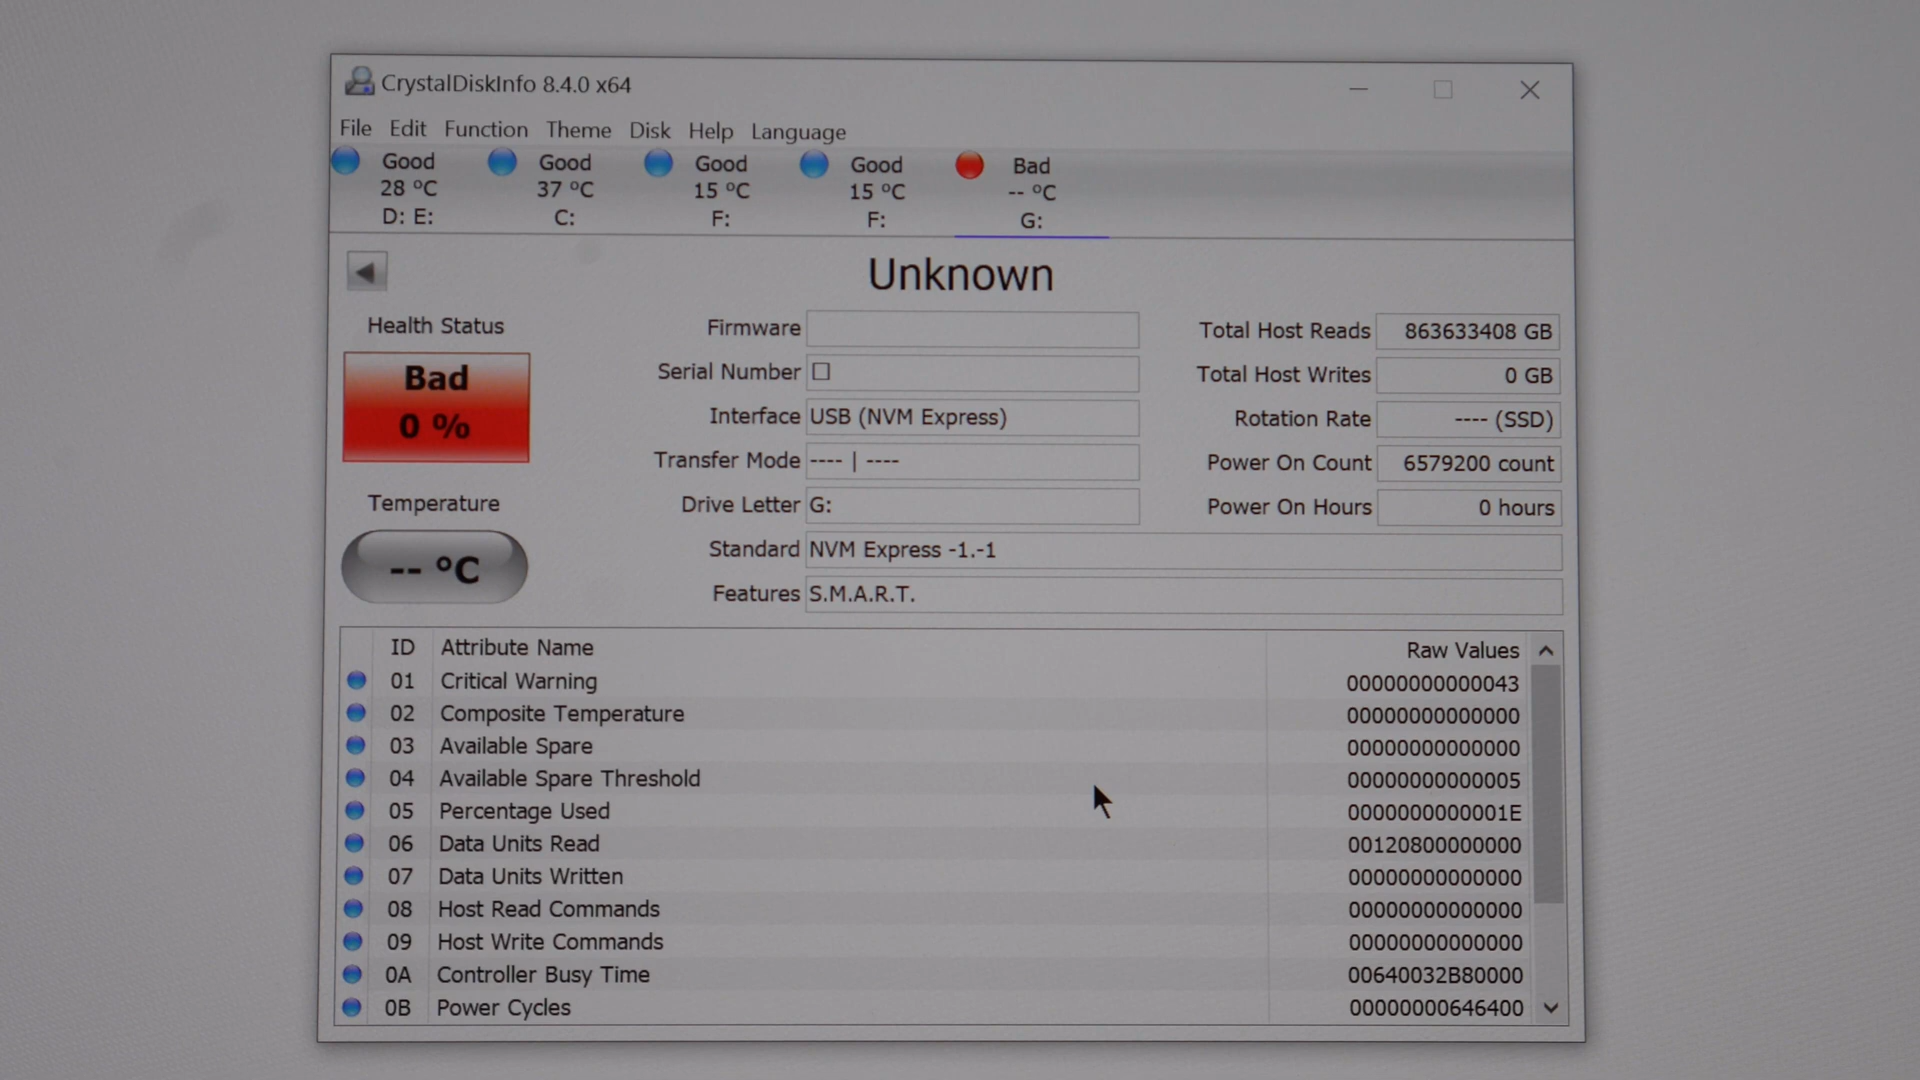 CrystalDiskInfo 8.4.0 x64
File Edit Function Theme Disk Help Language
Good Good Good Good Bad
28 °C 37 °C 15 °C 15 °C -- °C
D: E: C: F: F: G:
Unknown
Health Status
Bad
0 %
Temperature
-- °C
Firmware
Serial Number □
Interface USB (NVM Express)
Transfer Mode ---- | ----
Drive Letter G:
Standard NVM Express -1.-1
Features S.M.A.R.T.
Total Host Reads 863633408 GB
Total Host Writes 0 GB
Rotation Rate ---- (SSD)
Power On Count 6579200 count
Power On Hours 0 hours
ID Attribute Name Raw Values
01 Critical Warning 00000000000043
02 Composite Temperature 00000000000000
03 Available Spare 00000000000000
04 Available Spare Threshold 00000000000005
05 Percentage Used 0000000000001E
06 Data Units Read 00120800000000
07 Data Units Written 00000000000000
08 Host Read Commands 00000000000000
09 Host Write Commands 00000000000000
0A Controller Busy Time 00640032B80000
0B Power Cycles 00000000646400